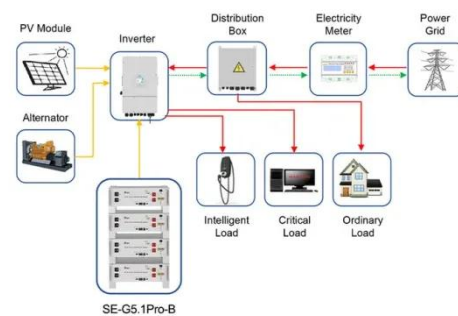 PV Module
Inverter
Distribution
Box
Electricity
Meter
Power
Grid
Alternator
Intelligent
Load
Critical
Load
Ordinary
Load
SE-G5.1Pro-B